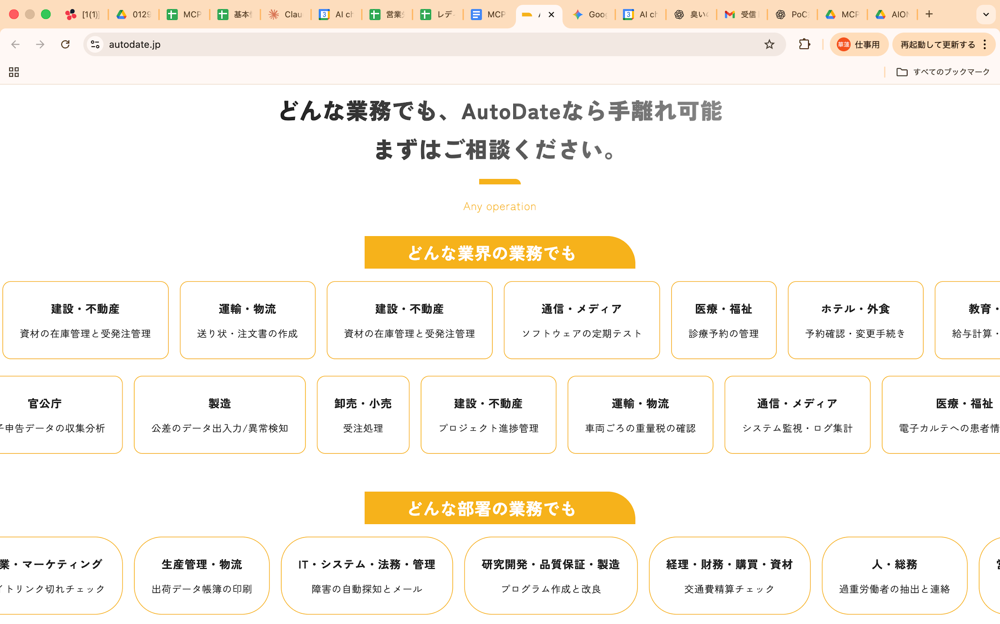 [1(1)]
0129
MCP
基本
Clau
AI ch
営業
レデ
MCP
Goog
AI ch
臭い
受信
PoC
MCP
AION
autodate.jp
華蓮 仕事用
再起動して更新する
すべてのブックマーク
どんな業務でも、AutoDateなら手離れ可能
まずはご相談ください。
Any operation
どんな業界の業務でも
建設・不動産
資材の在庫管理と受発注管理
運輸・物流
送り状・注文書の作成
建設・不動産
資材の在庫管理と受発注管理
通信・メディア
ソフトウェアの定期テスト
医療・福祉
診療予約の管理
ホテル・外食
予約確認・変更手続き
教育・
給与計算・
官公庁
子申告データの収集分析
製造
公差のデータ出入力/異常検知
卸売・小売
受注処理
建設・不動産
プロジェクト進捗管理
運輸・物流
車両ごろの重量税の確認
通信・メディア
システム監視・ログ集計
医療・福祉
電子カルテへの患者情
どんな部署の業務でも
業・マーケティング
イトリンク切れチェック
生産管理・物流
出荷データ帳簿の印刷
IT・システム・法務・管理
障害の自動探知とメール
研究開発・品質保証・製造
プログラム作成と改良
経理・財務・購買・資材
交通費精算チェック
人・総務
過重労働者の抽出と連絡